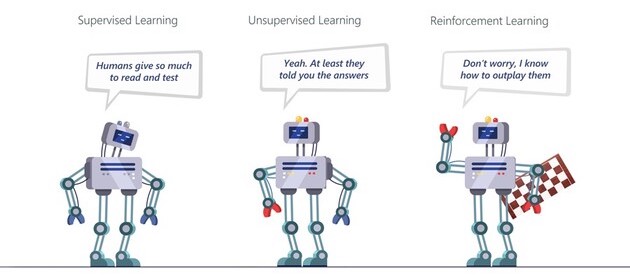 Supervised Learning
Unsupervised Learning
Reinforcement Learning
Humans give so much
to read and test
Yeah. At least they
told you the answers
Don't worry, I know
how to outplay them